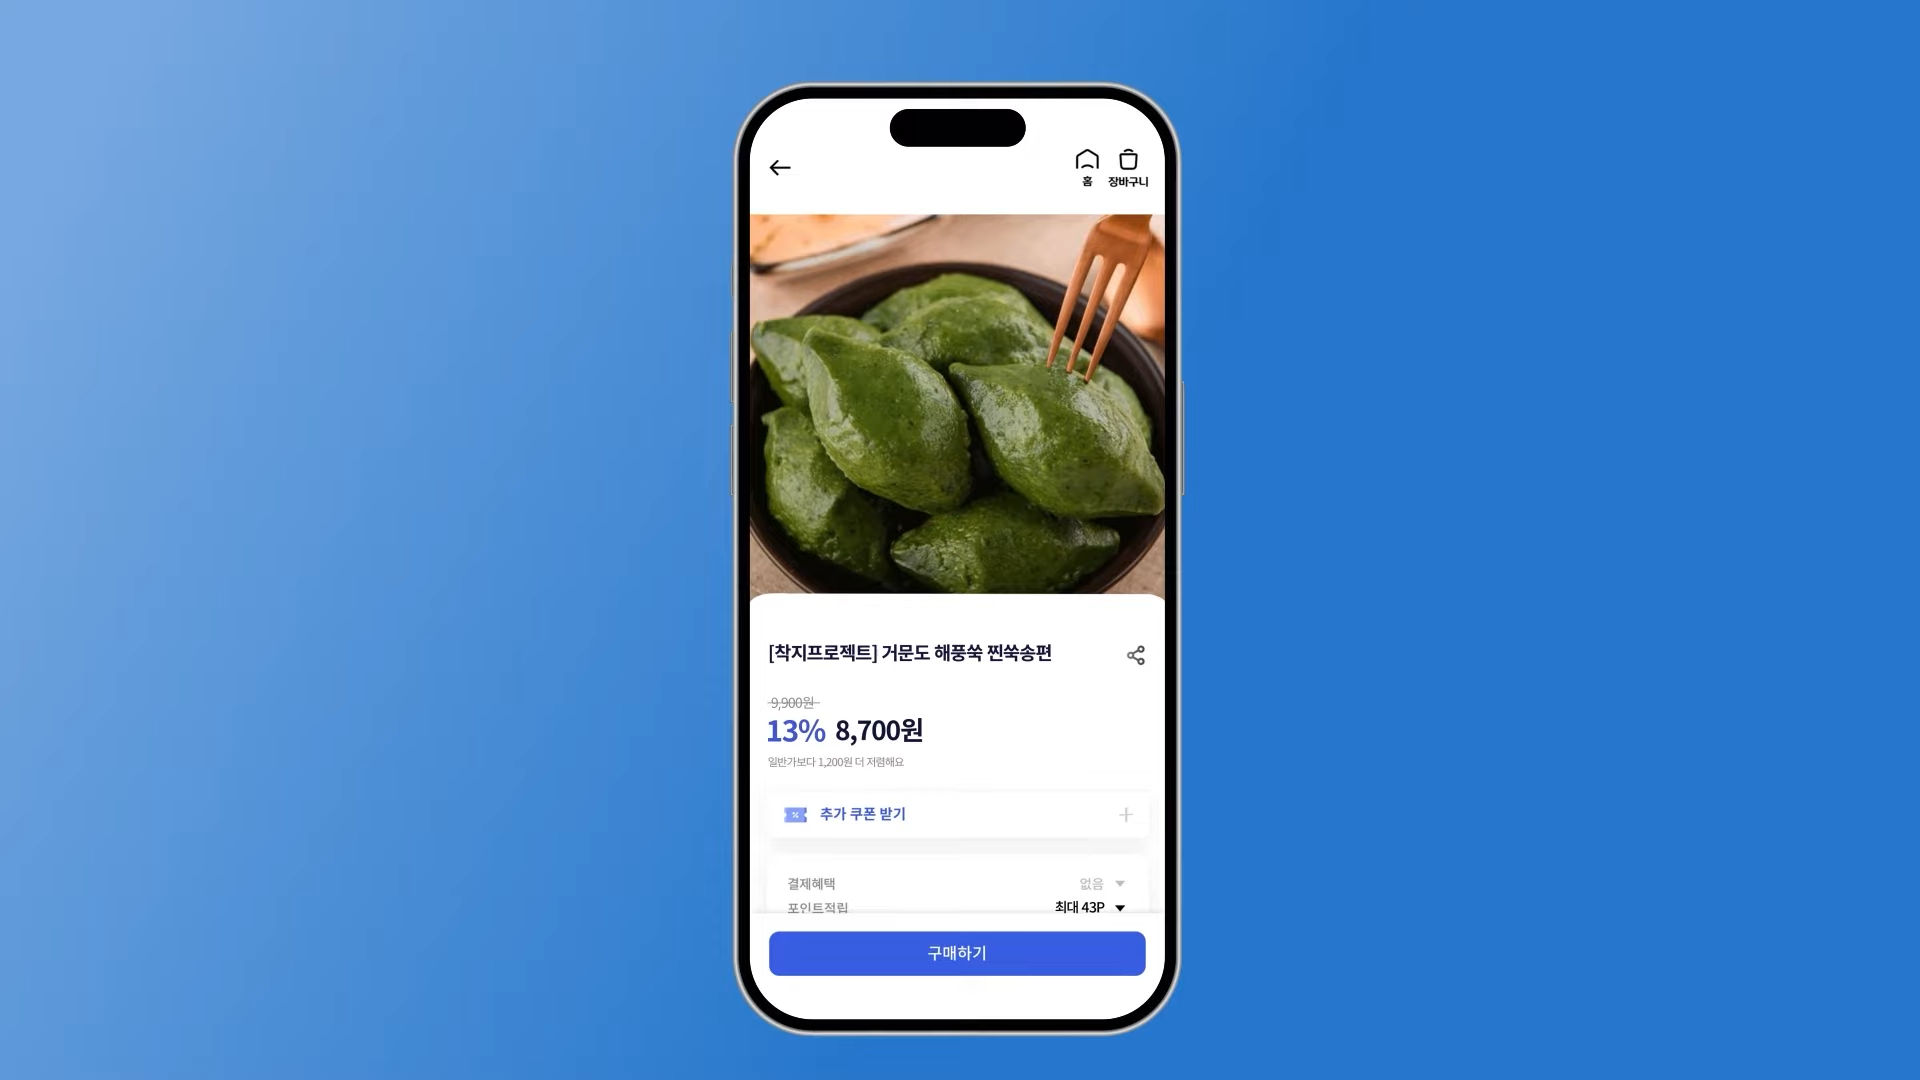 홈 장바구니
[착지프로젝트] 거문도 해풍쑥 찐쑥송편
9,900원
13% 8,700원
일반가보다 1,200원 더 저렴해요
% 추가 쿠폰 받기
결제혜택 없음
포인트적립 최대 43P
구매하기